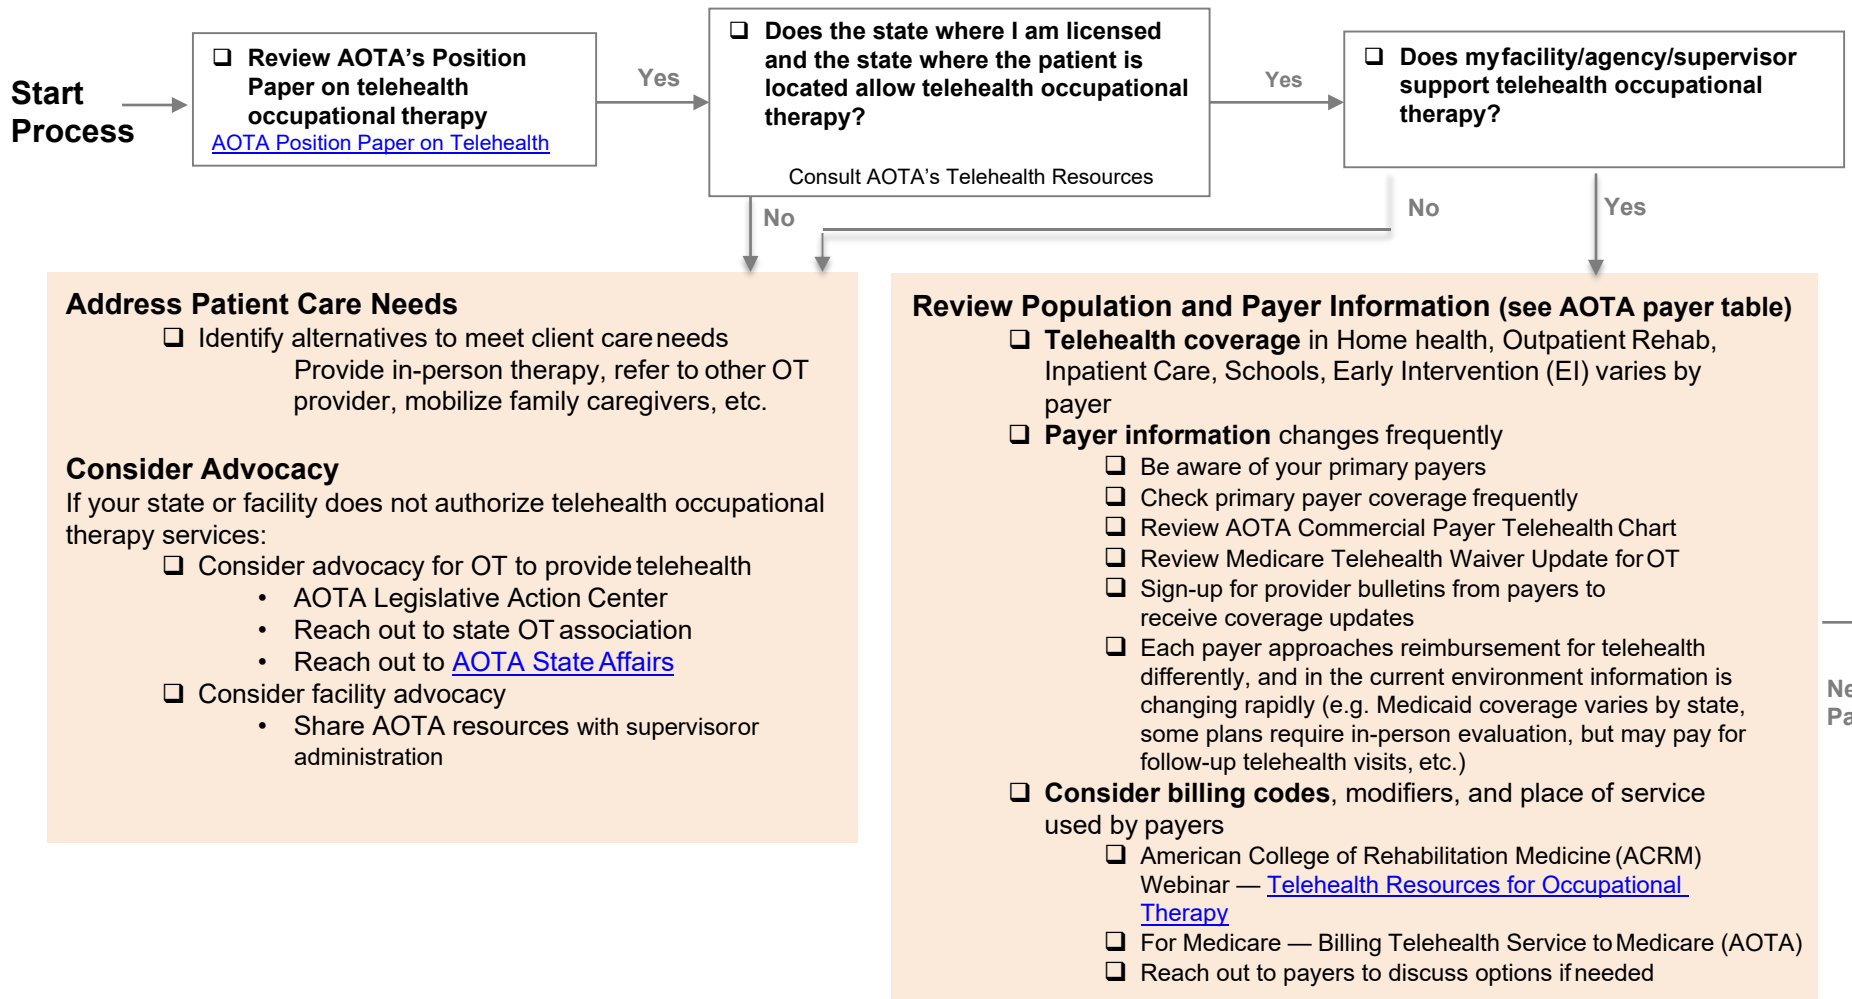 Start
Process
❑ Review AOTA's Position
Paper on telehealth
occupational therapy
AOTA Position Paper on Telehealth
Yes
❑ Does the state where I am licensed
and the state where the patient is
located allow telehealth occupational
therapy?
Consult AOTA's Telehealth Resources
Yes
❑ Does my facility/agency/supervisor
support telehealth occupational
therapy?
No
No
Yes
Address Patient Care Needs
❑ Identify alternatives to meet client care needs
Provide in-person therapy, refer to other OT
provider, mobilize family caregivers, etc.
Consider Advocacy
If your state or facility does not authorize telehealth occupational
therapy services:
❑ Consider advocacy for OT to provide telehealth
• AOTA Legislative Action Center
• Reach out to state OT association
• Reach out to AOTA State Affairs
❑ Consider facility advocacy
• Share AOTA resources with supervisoror
administration
Review Population and Payer Information (see AOTA payer table)
❑ Telehealth coverage in Home health, Outpatient Rehab,
Inpatient Care, Schools, Early Intervention (EI) varies by
payer
❑ Payer information changes frequently
❑ Be aware of your primary payers
❑ Check primary payer coverage frequently
❑ Review AOTA Commercial Payer Telehealth Chart
❑ Review Medicare Telehealth Waiver Update for OT
❑ Sign-up for provider bulletins from payers to
receive coverage updates
❑ Each payer approaches reimbursement for telehealth
differently, and in the current environment information is
changing rapidly (e.g. Medicaid coverage varies by state,
some plans require in-person evaluation, but may pay for
follow-up telehealth visits, etc.)
❑ Consider billing codes, modifiers, and place of service
used by payers
❑ American College of Rehabilitation Medicine (ACRM)
Webinar — Telehealth Resources for Occupational
Therapy
❑ For Medicare — Billing Telehealth Service to Medicare (AOTA)
❑ Reach out to payers to discuss options if needed